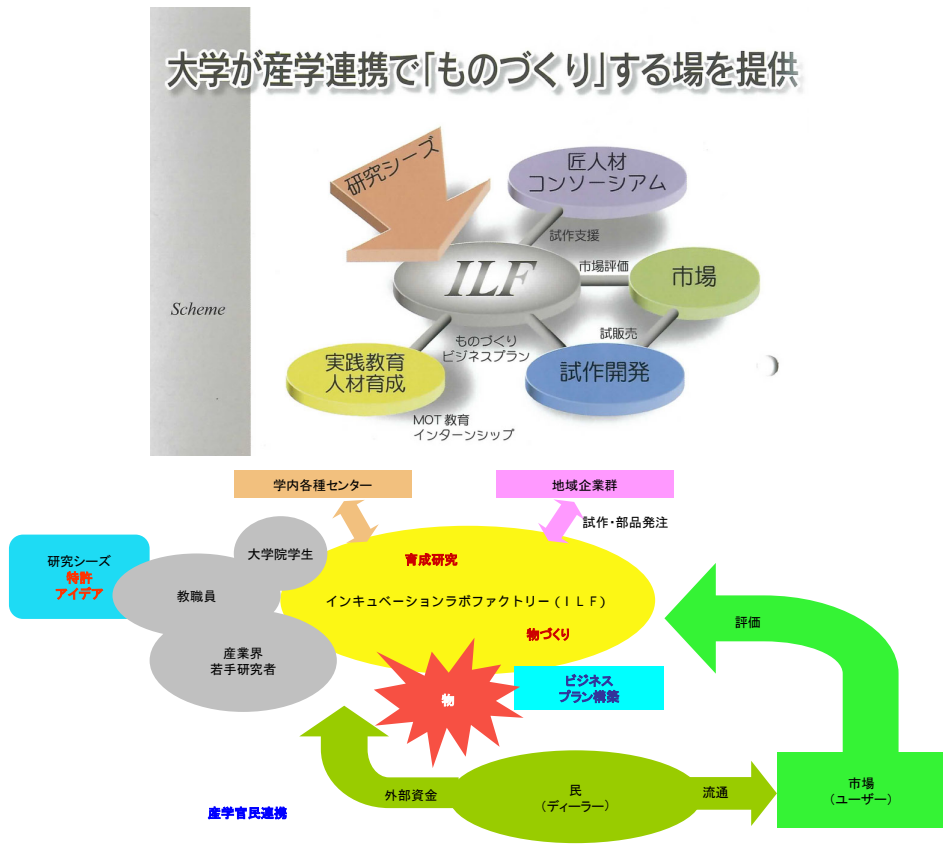 大学が産学連携で「ものづくり」する場を提供
研究シーズ
匠人材
コンソーシアム
試作支援
ILF
市場評価
市場
Scheme
試販売
ものづくり
ビジネスプラン
実践教育
人材育成
試作開発
MOT 教育
インターンシップ
学内各種センター
地域企業群
試作・部品発注
大学院学生
研究シーズ
特許
アイデア
育成研究
教職員
インキュベーションラボファクトリー(ILF)
評価
物づくり
産業界
若手研究者
ビジネス
プラン構築
物
外部資金
民
(ディーラー)
流通
市場
(ユーザー)
産学官民連携